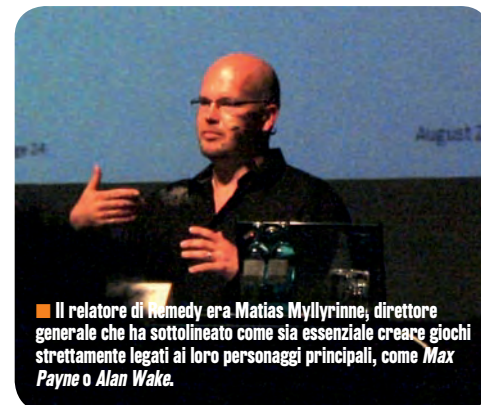 August 2
■ Il relatore di Remedy era Matias Myllyrinne, direttore
generale che ha sottolineato come sia essenziale creare giochi
strettamente legati ai loro personaggi principali, come Max
Payne o Alan Wake.